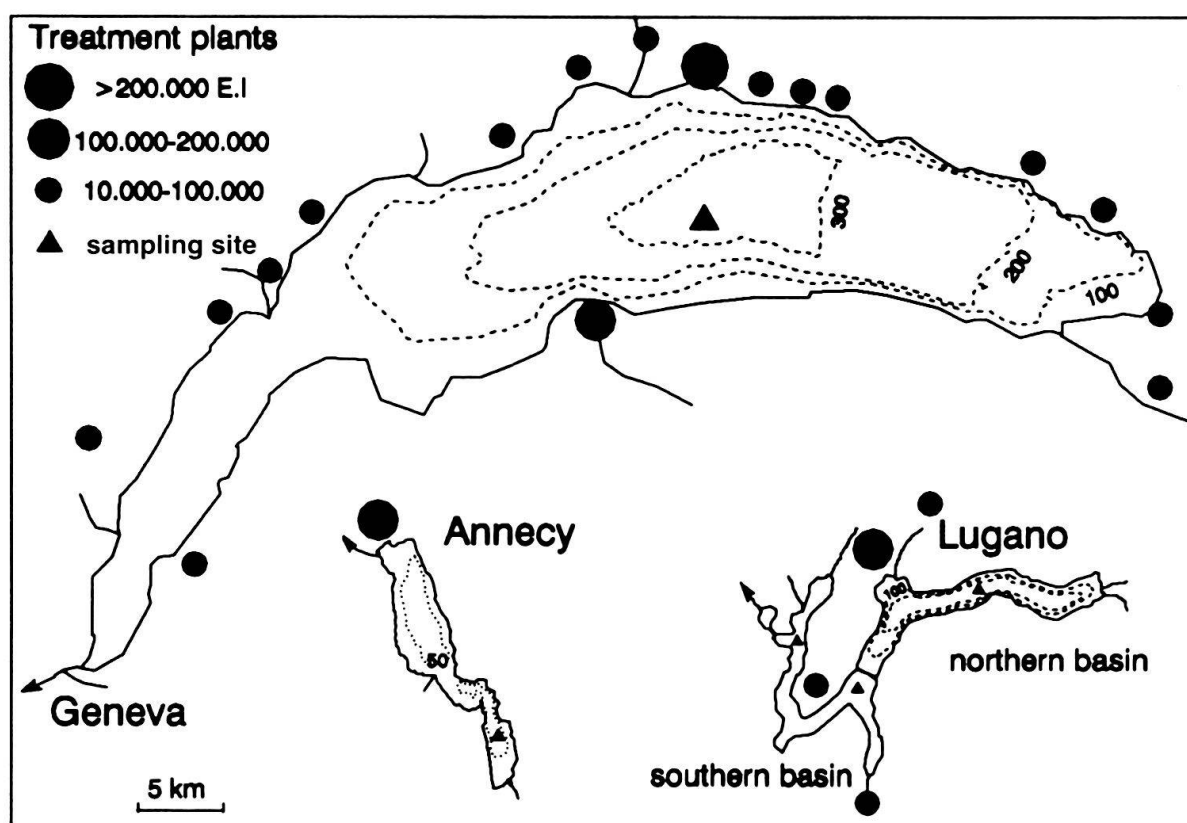 Treatment plants
>200.000 E.I
100.000-200.000
10.000-100.000
sampling site
300
200
100
Annecy
50
Lugano
100
northern basin
southern basin
Geneva
5 km